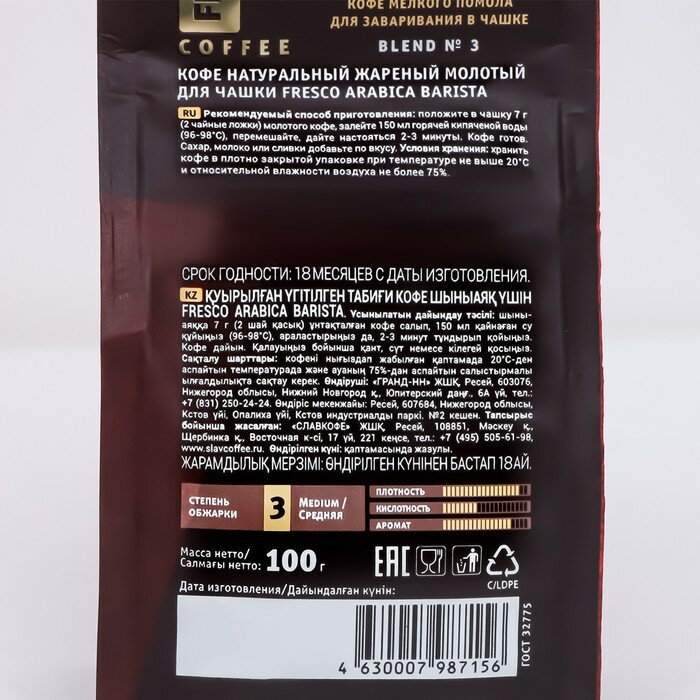 КОФЕ МЕЛКОГО ПОМОЛА
ДЛЯ ЗАВАРИВАНИЯ В ЧАШКЕ
COFFEE
BLEND № 3
КОФЕ НАТУРАЛЬНЫЙ ЖАРЕНЫЙ МОЛОТЫЙ
ДЛЯ ЧАШКИ FRESCO ARABICA BARISTA
RU Рекомендуемый способ приготовления: положите в чашку 7 г
(2 чайные ложки) молотого кофе, залейте 150 мл горячей кипяченой воды
(96-98°С), перемешайте, дайте настояться 2-3 минуты. Кофе готов.
Сахар, молоко или сливки добавьте по вкусу. Условия хранения: хранить
кофе в плотно закрытой упаковке при температуре не выше 20°С
и относительной влажности воздуха не более 75%.
СРОК ГОДНОСТИ: 18 МЕСЯЦЕВ С ДАТЫ ИЗГОТОВЛЕНИЯ.
KZ ҚУЫРЫЛҒАН ҮГІТІЛГЕН ТАБИҒИ КОФЕ ШЫНЫАЯҚ ҮШІН
FRESCO ARABICA BARISTA. Ұсынылатын дайындау тәсілі: шыны-
аяққа 7 г (2 шай қасық) ұнтақталған кофе салып, 150 мл қайнаған су
құйыңыз (96-98°С), араластырыңыз да, 2-3 минут тұндырып қойыңыз.
Кофе дайын. Қалауыңыз бойынша қант, сүт немесе кілегей қосыңыз.
Сақталу шарттары: кофені нығыздап жабылған қаптамада 20°С-ден
аспайтын температурада және ауаның 75%-дан аспайтын салыстырмалы
ылғалдылықта сақтау керек. Өндіруші: «ГРАНД-НН» ЖШҚ, Ресей, 603076,
Нижегород облысы, Нижний Новгород қ., Юпитерский даңғ., 6А үй, тел.:
+7 (831) 250-24-24. Өндіріс мекенжайы: Ресей, 607684, Нижегород облысы,
Кстов үйі, Опалиха үйі, Кстов индустриалды паркі. №2 кешен. Тапсырыс
бойынша жасалған: «СЛАВКОФЕ» ЖШҚ, Ресей, 108851, Мәскеу қ.,
Щербинка қ., Восточная к-сі, 17 үй, 221 кеңсе, тел.: +7 (495) 505-61-98,
www.slavcoffee.ru Өндірілген күні: қаптамасында жазулы.
ЖАРАМДЫЛЫҚ МЕРЗІМІ: ӨНДІРІЛГЕН КҮНІНЕН БАСТАП 18АЙ.
СТЕПЕНЬ
ОБЖАРКИ
3
MEDIUM /
СРЕДНЯЯ
ПЛОТНОСТЬ
КИСЛОТНОСТЬ
АРОМАТ
Масса нетто/
Салмағы нетто: 100 г
EAC
C/LDPE
Дата изготовления/Дайындалған күнін:
ГОСТ 32775
4 630007 987156